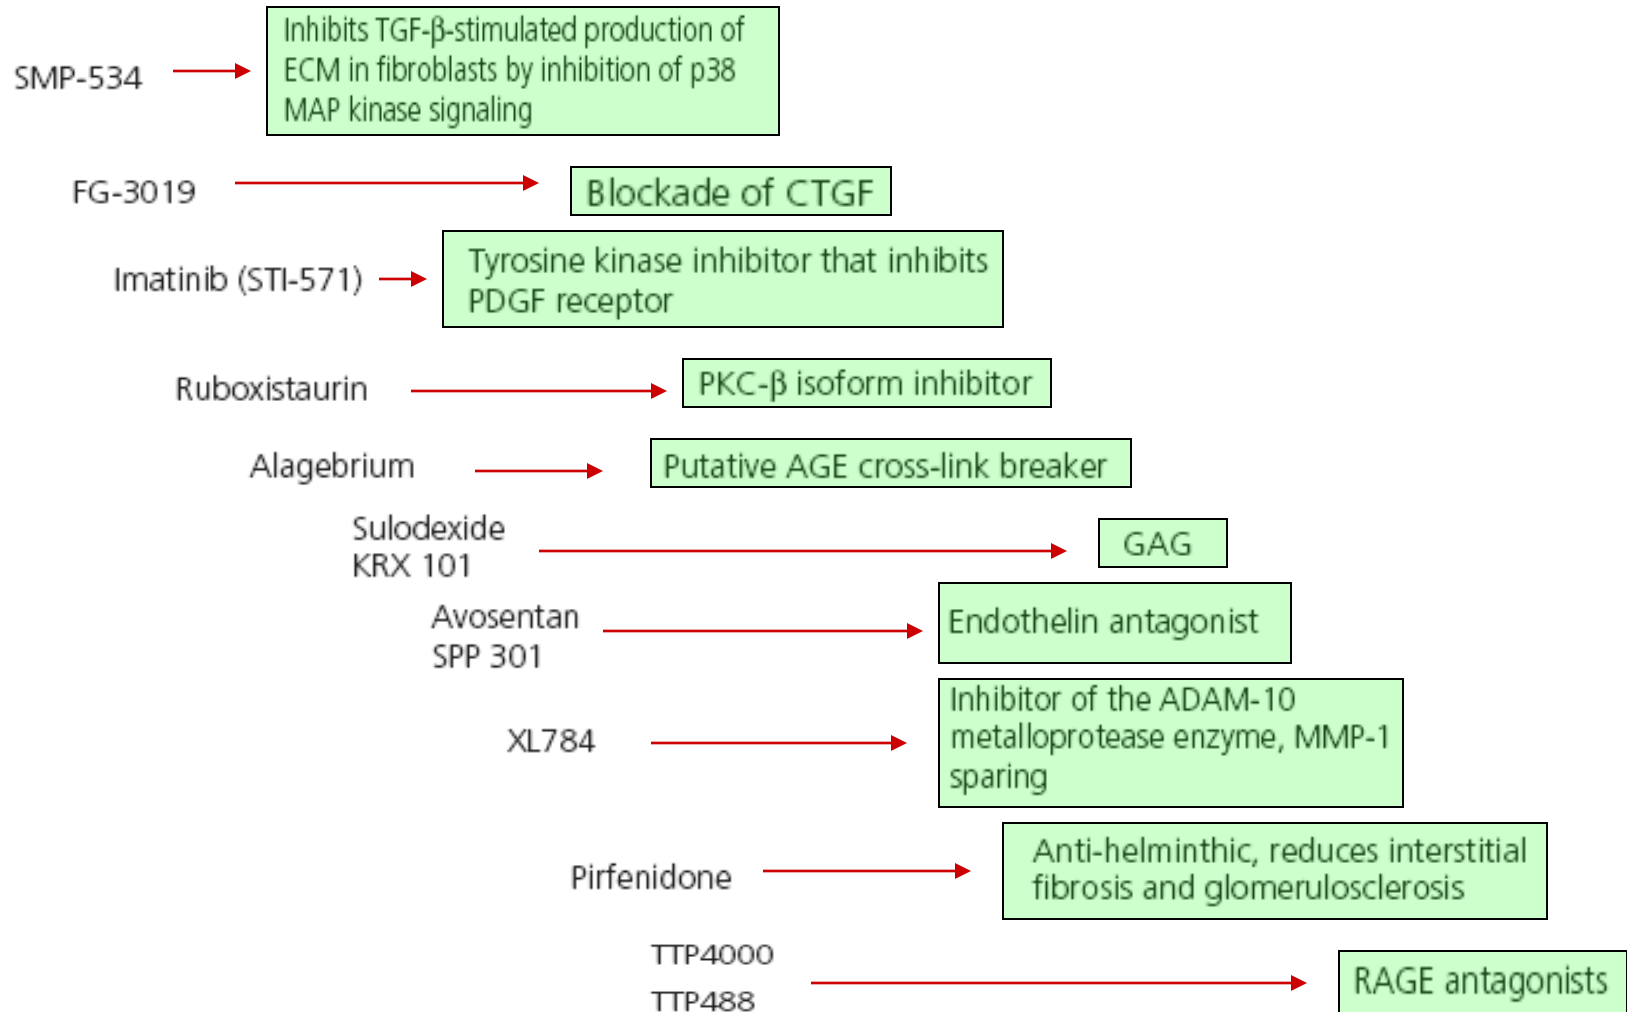 SMP-534
Inhibits TGF-β-stimulated production of
ECM in fibroblasts by inhibition of p38
MAP kinase signaling
FG-3019
Blockade of CTGF
Imatinib (STI-571)
Tyrosine kinase inhibitor that inhibits
PDGF receptor
Ruboxistaurin
PKC-β isoform inhibitor
Alagebrium
Putative AGE cross-link breaker
Sulodexide
KRX 101
GAG
Avosentan
SPP 301
Endothelin antagonist
XL784
Inhibitor of the ADAM-10
metalloprotease enzyme, MMP-1
sparing
Pirfenidone
Anti-helminthic, reduces interstitial
fibrosis and glomerulosclerosis
TTP4000
TTP488
RAGE antagonists